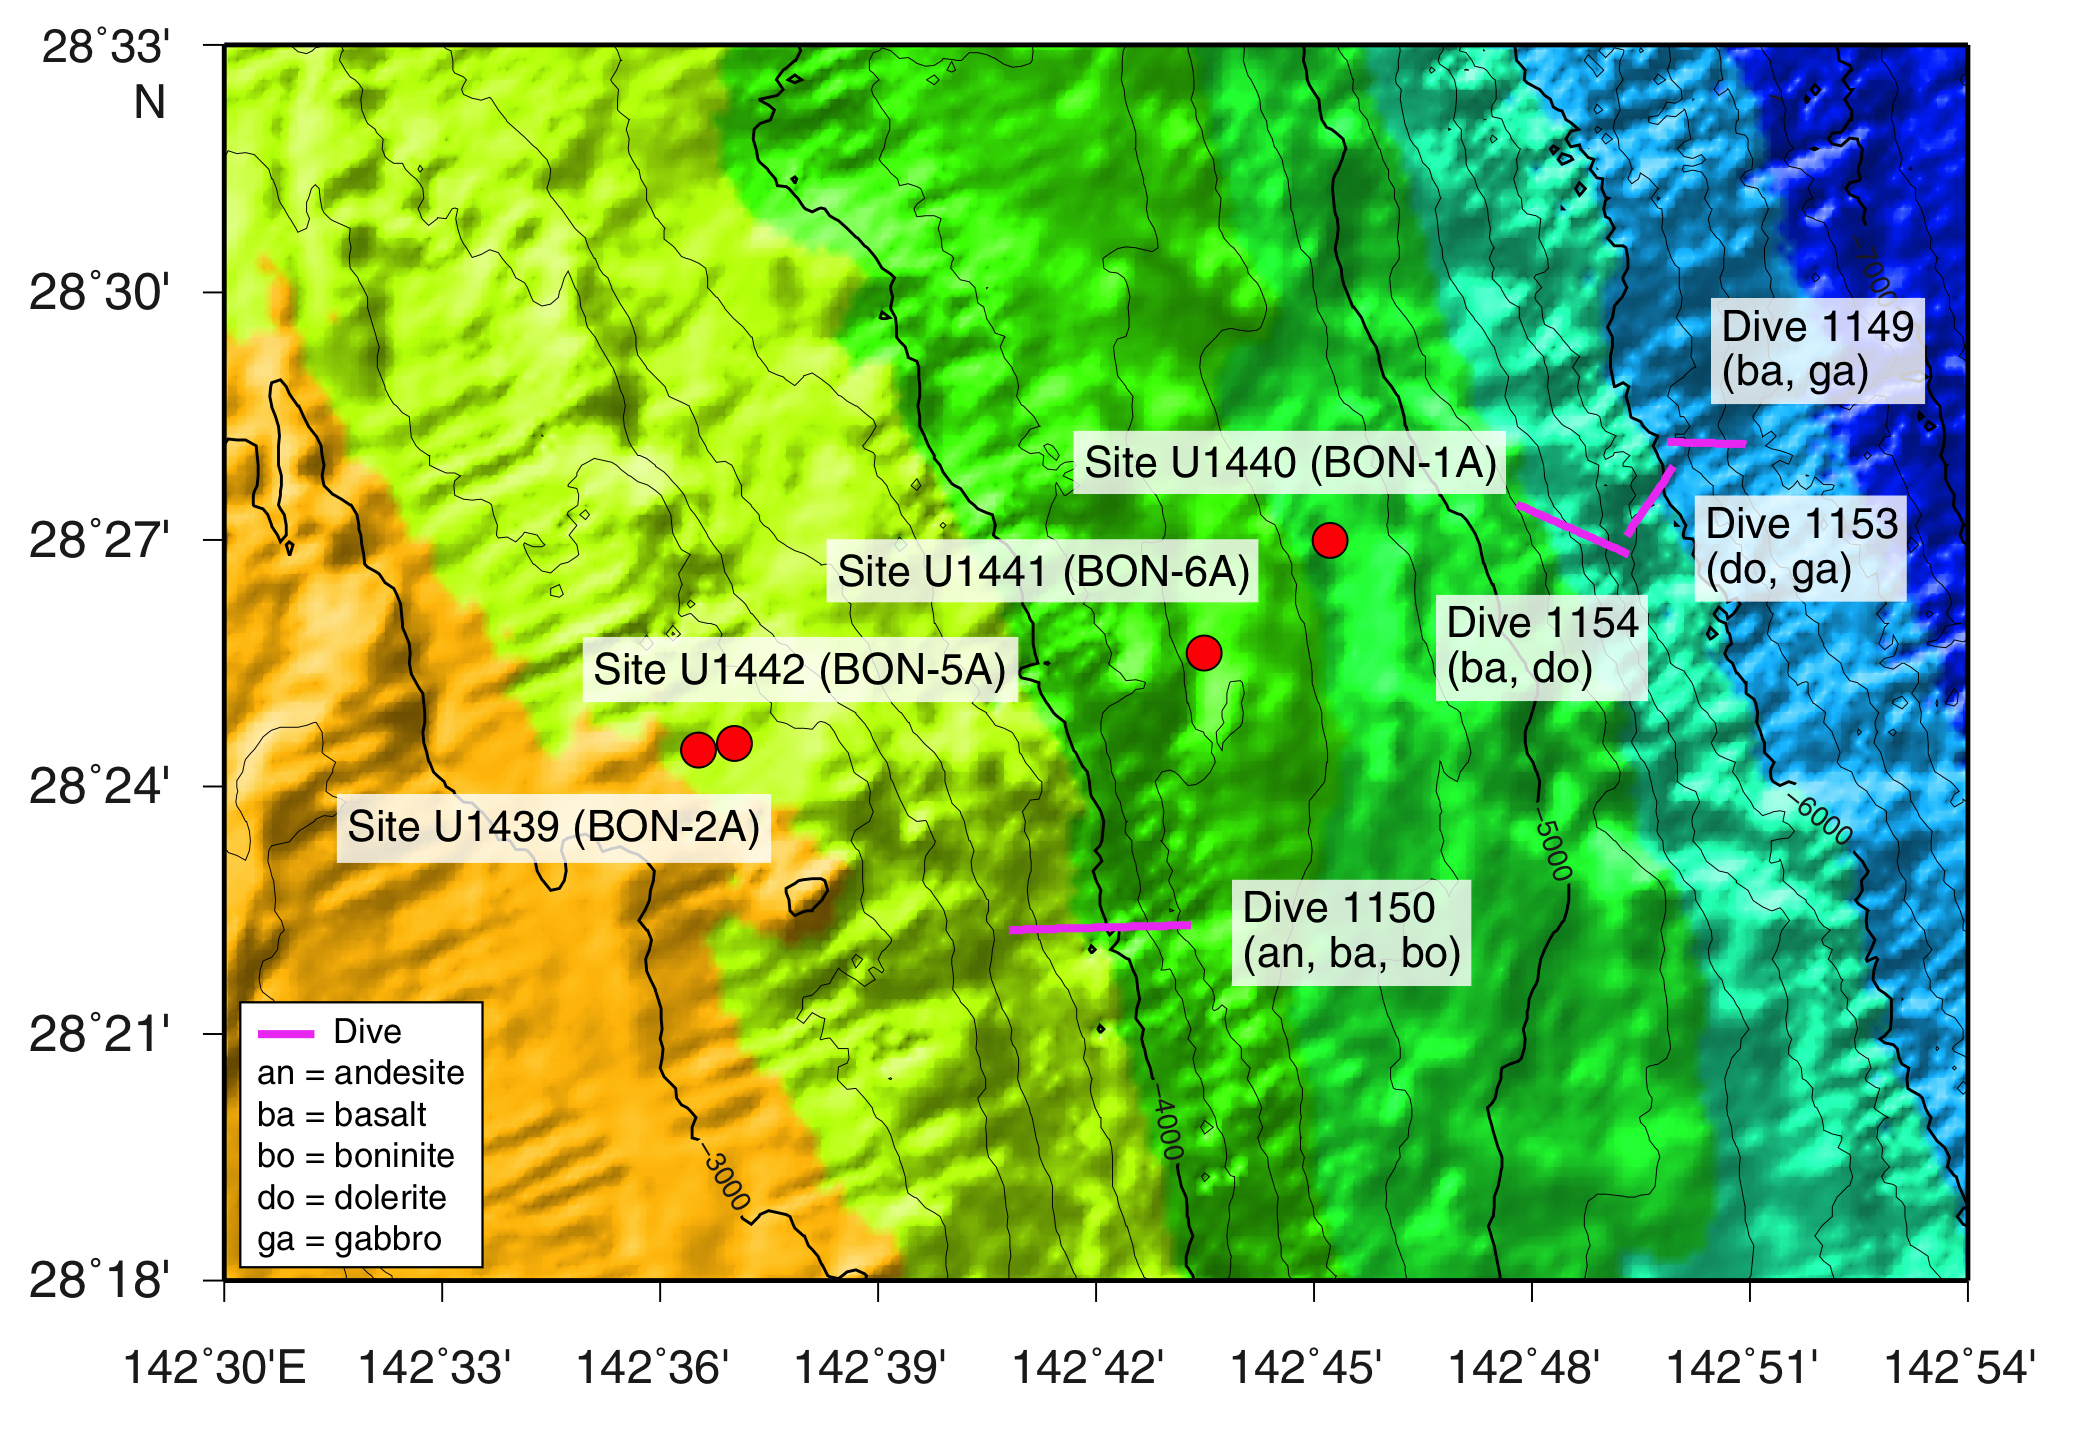 28°33'
N
28°30'
28°27'
28°24'
28°21'
28°18'
142°30'E
142°33'
142°36'
142°39'
142°42'
142°45'
142°48'
142°51'
142°54'
–7000
Dive 1149
(ba, ga)
Site U1440 (BON-1A)
Dive 1153
(do, ga)
Site U1441 (BON-6A)
Dive 1154
(ba, do)
Site U1442 (BON-5A)
–6000
Site U1439 (BON-2A)
–5000
Dive 1150
(an, ba, bo)
–4000
–3000
Dive
an = andesite
ba = basalt
bo = boninite
do = dolerite
ga = gabbro